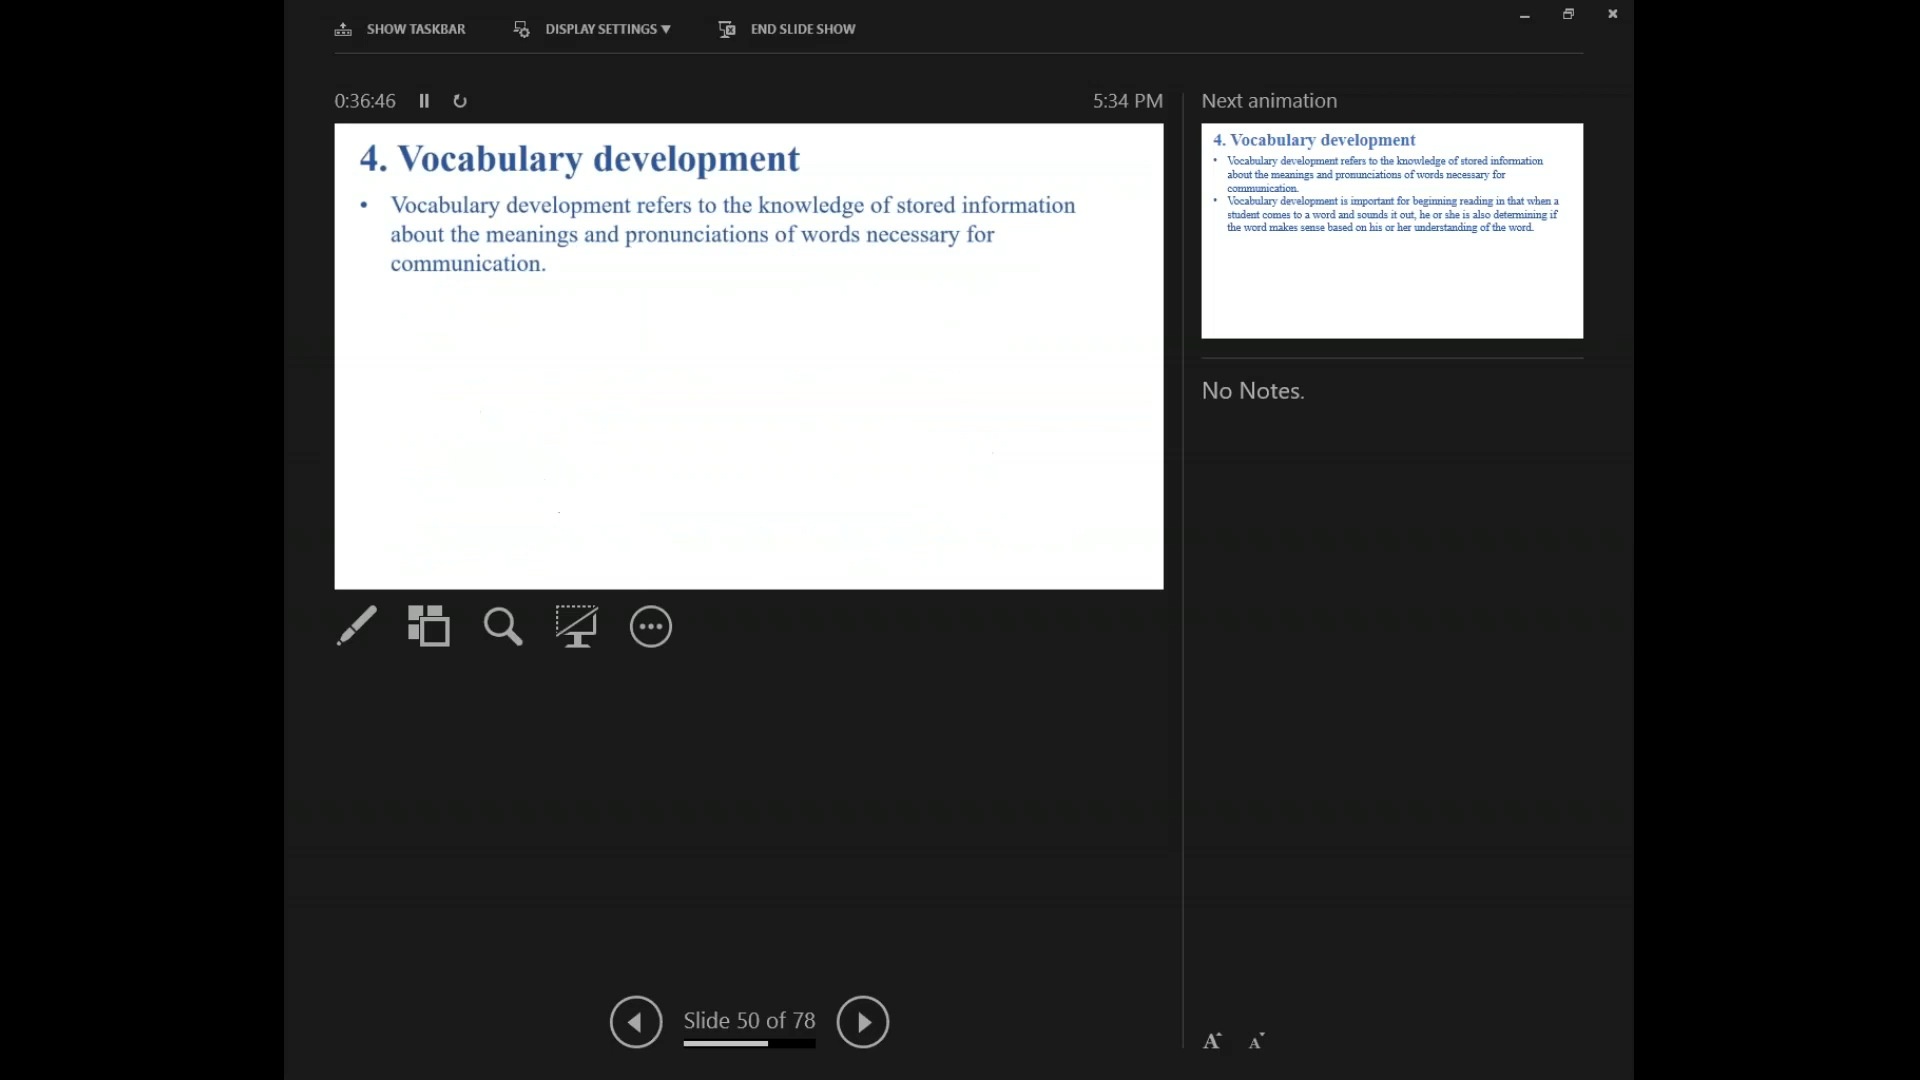 SHOW TASKBAR
DISPLAY SETTINGS ▼
END SLIDE SHOW
0:36:46
5:34 PM
4. Vocabulary development
• Vocabulary development refers to the knowledge of stored information
about the meanings and pronunciations of words necessary for
communication.
Next animation
4. Vocabulary development
• Vocabulary development refers to the knowledge of stored information
about the meanings and pronunciations of words necessary for
communication.
• Vocabulary development is important for beginning reading in that when a
student comes to a word and sounds it out, he or she is also determining if
the word makes sense based on his or her understanding of the word.
No Notes.
Slide 50 of 78
A A